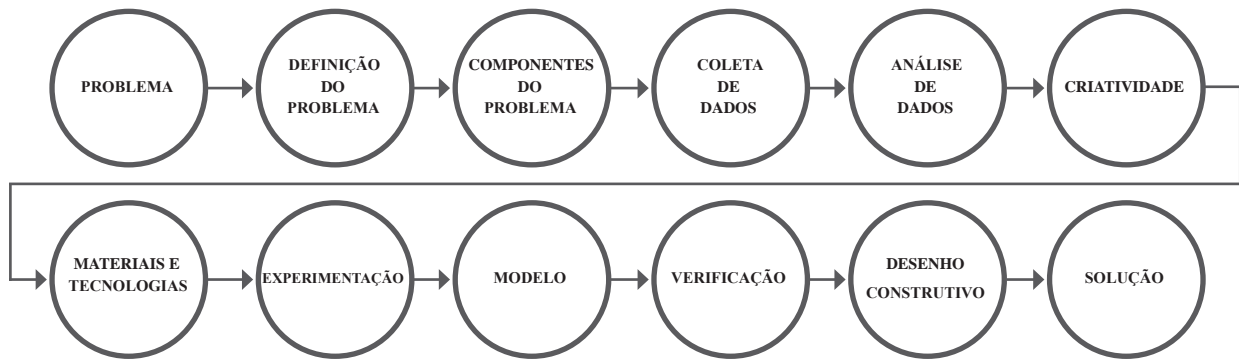 PROBLEMA
DEFINIÇÃO
DO
PROBLEMA
COMPONENTES
DO
PROBLEMA
COLETA
DE
DADOS
ANÁLISE
DE
DADOS
CRIATIVIDADE
MATERIAIS E
TECNOLOGIAS
EXPERIMENTAÇÃO
MODELO
VERIFICAÇÃO
DESENHO
CONSTRUTIVO
SOLUÇÃO